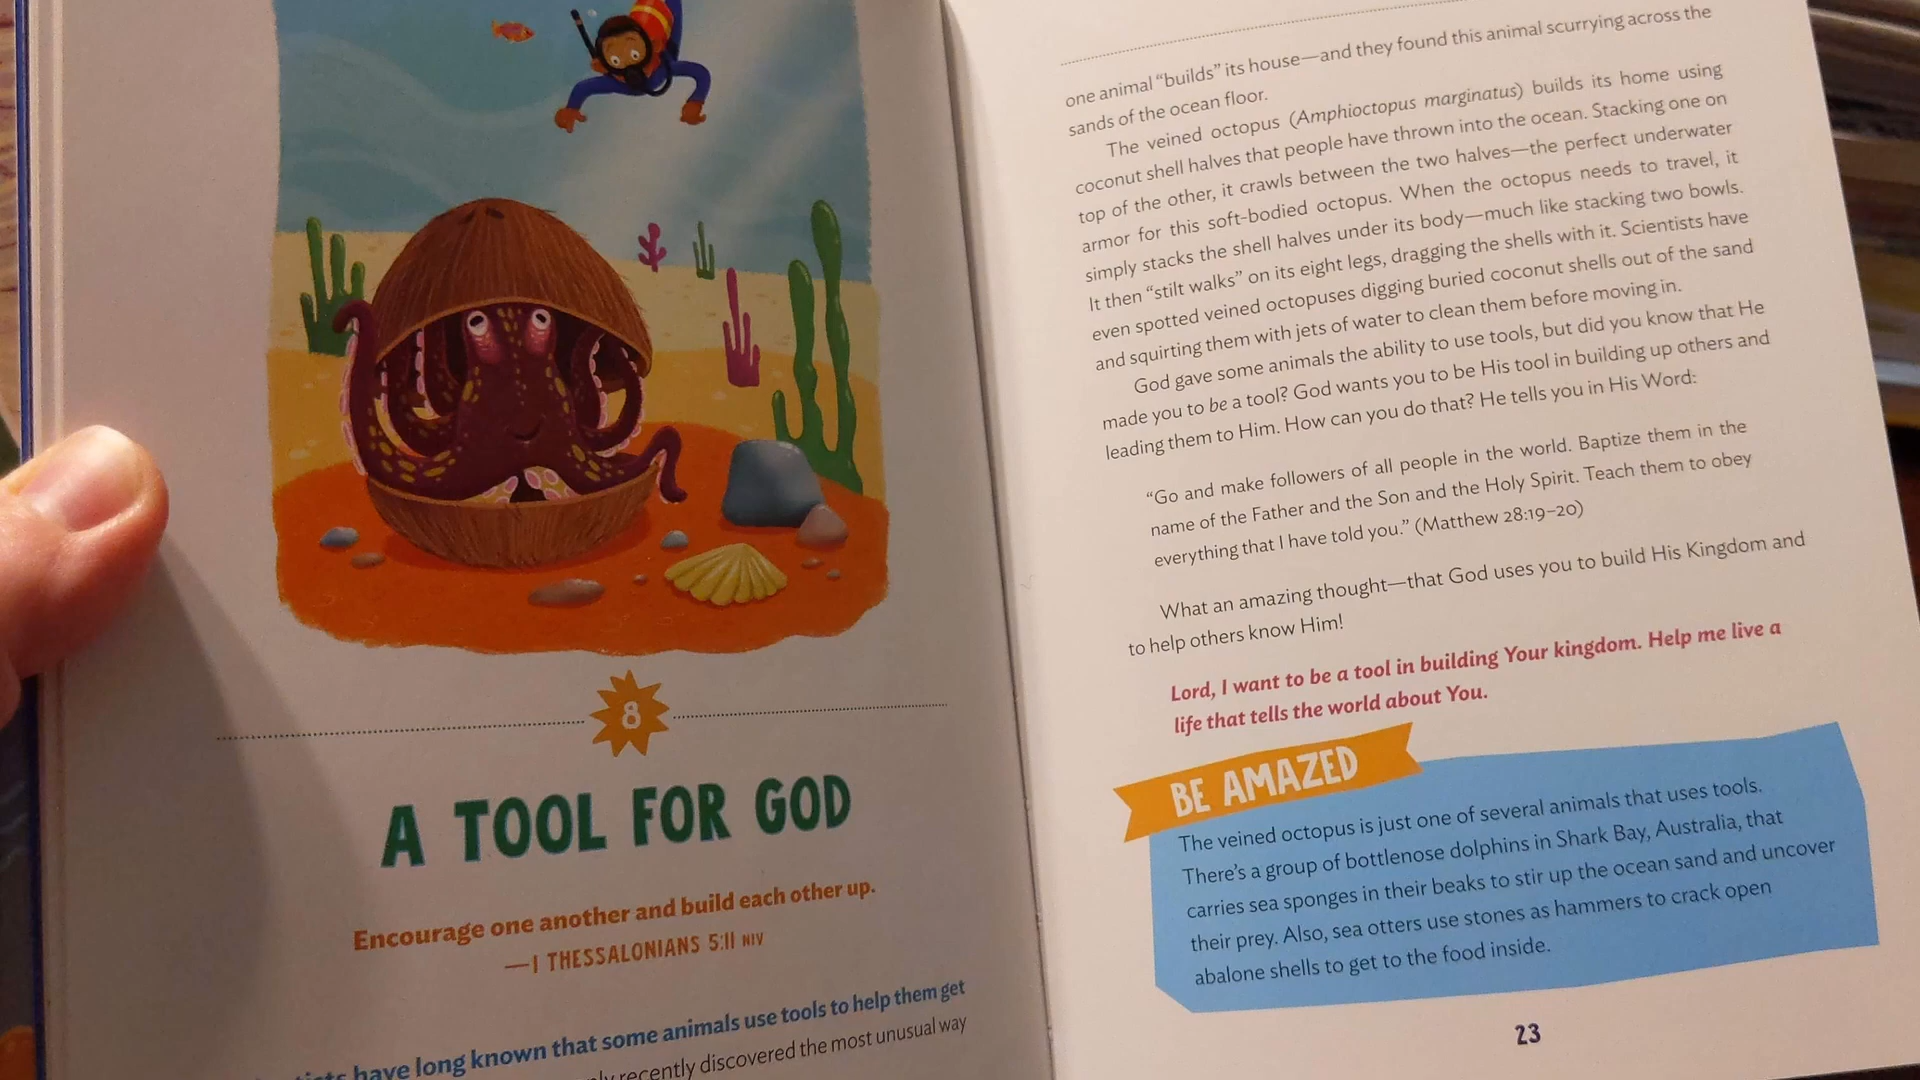 8
A TOOL FOR GOD
Encourage one another and build each other up.
—1 THESSALONIANS 5:11 NIV
have long known that some animals use tools to help them get
recently discovered the most unusual way
one animal “builds” its house—and they found this animal scurrying across the
sands of the ocean floor.
The veined octopus (Amphioctopus marginatus) builds its home using
coconut shell halves that people have thrown into the ocean. Stacking one on
top of the other, it crawls between the two halves—the perfect underwater
armor for this soft-bodied octopus. When the octopus needs to travel, it
simply stacks the shell halves under its body—much like stacking two bowls.
It then “stilt walks” on its eight legs, dragging the shells with it. Scientists have
even spotted veined octopuses digging buried coconut shells out of the sand
and squirting them with jets of water to clean them before moving in.
God gave some animals the ability to use tools, but did you know that He
made you to be a tool? God wants you to be His tool in building up others and
leading them to Him. How can you do that? He tells you in His Word:
“Go and make followers of all people in the world. Baptize them in the
name of the Father and the Son and the Holy Spirit. Teach them to obey
everything that I have told you.” (Matthew 28:19–20)
What an amazing thought—that God uses you to build His Kingdom and
to help others know Him!
Lord, I want to be a tool in building Your kingdom. Help me live a
life that tells the world about You.
BE AMAZED
The veined octopus is just one of several animals that uses tools.
There’s a group of bottlenose dolphins in Shark Bay, Australia, that
carries sea sponges in their beaks to stir up the ocean sand and uncover
their prey. Also, sea otters use stones as hammers to crack open
abalone shells to get to the food inside.
23